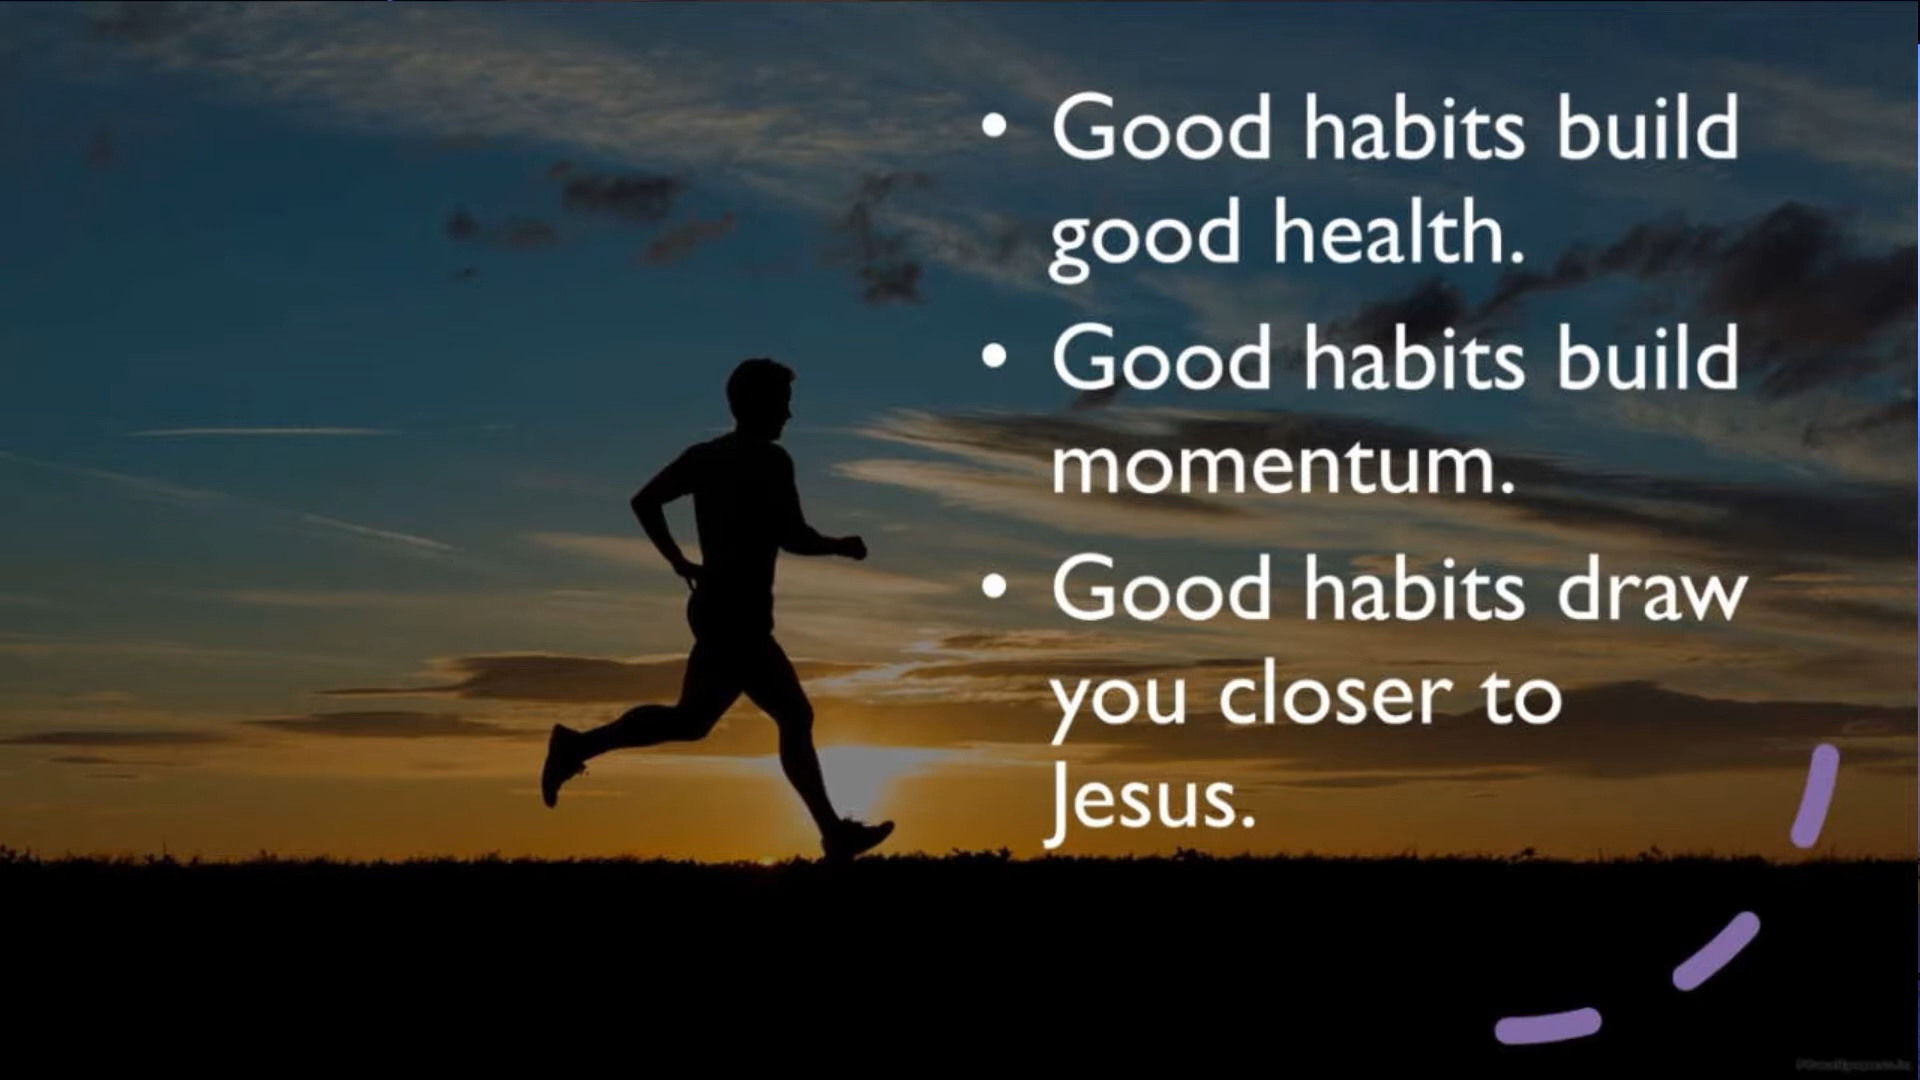 • Good habits build
good health.
• Good habits build
momentum.
• Good habits draw
you closer to
Jesus.